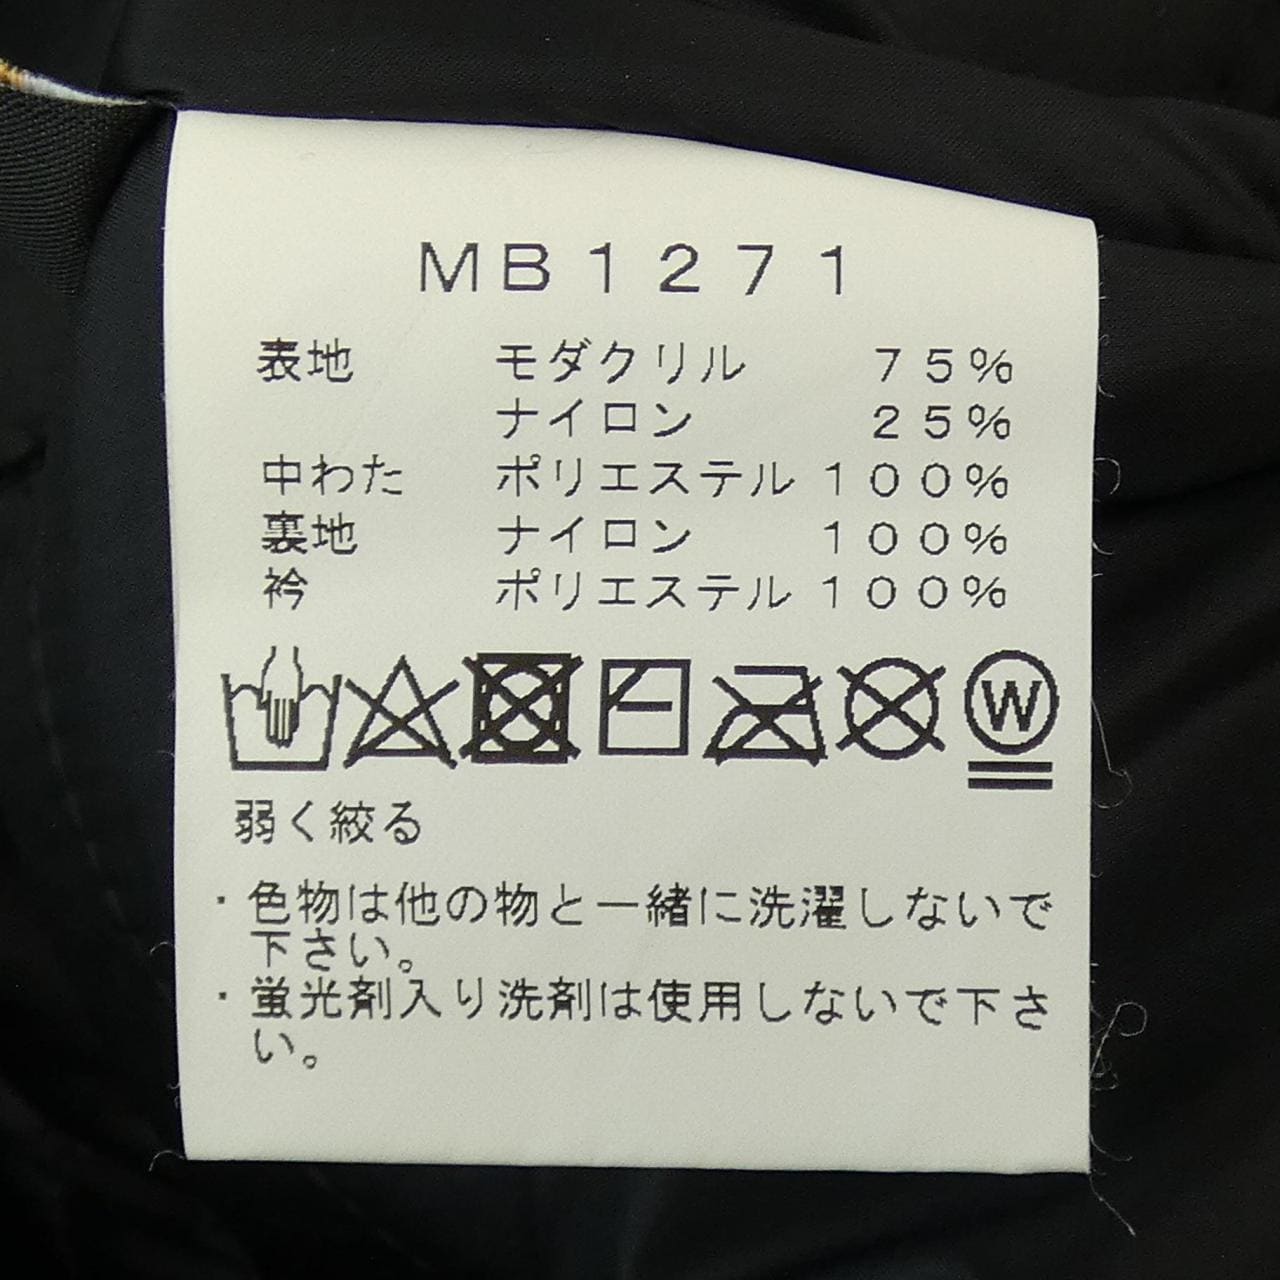 MB1271
表地 モダクリル 75%
ナイロン 25%
中わた ポリエステル 100%
裏地 ナイロン 100%
衿 ポリエステル 100%
W
弱く絞る
・色物は他の物と一緒に洗濯しないで
下さい。
・蛍光剤入り洗剤は使用しないで下さ
い。